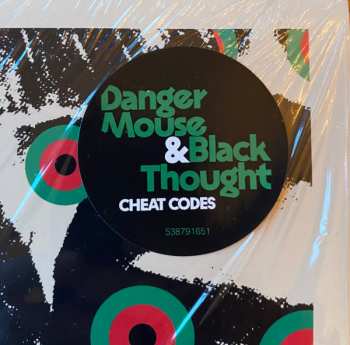 Danger
Mouse
&Black
Thought
CHEAT CODES
538791651